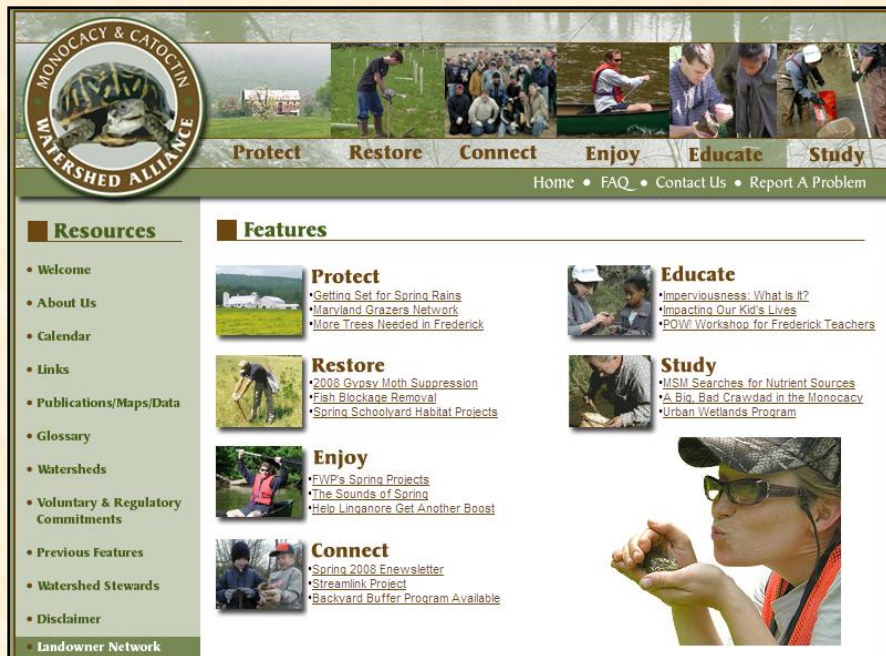 MONOCACY & CATOCTIN
WATERSHED ALLIANCE
Protect Restore Connect Enjoy Educate Study
Home • FAQ • Contact Us • Report A Problem
Resources
• Welcome
• About Us
• Calendar
• Links
• Publications/Maps/Data
• Glossary
• Watersheds
• Voluntary & Regulatory
Commitments
• Previous Features
• Watershed Stewards
• Disclaimer
• Landowner Network
Features
Protect
•Getting Set for Spring Rains
•Maryland Grazers Network
•More Trees Needed in Frederick
Restore
•2008 Gypsy Moth Suppression
•Fish Blockage Removal
•Spring Schoolyard Habitat Projects
Enjoy
•FWP's Spring Projects
•The Sounds of Spring
•Help Linganore Get Another Boost
Connect
•Spring 2008 Enewsletter
•Streamlink Project
•Backyard Buffer Program Available
Educate
•Imperviousness: What Is It?
•Impacting Our Kid's Lives
•POW! Workshop for Frederick Teachers
Study
•MSM Searches for Nutrient Sources
•A Big, Bad Crawdad in the Monocacy
•Urban Wetlands Program